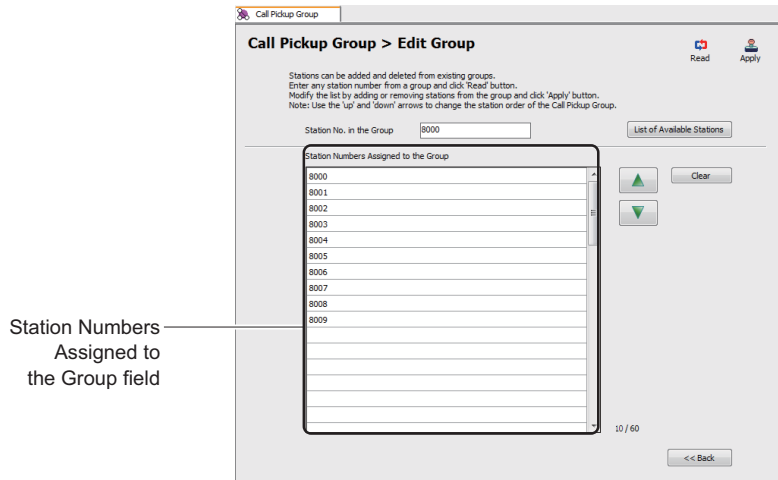 Call Pickup Group
Call Pickup Group > Edit Group
Read
Apply
Stations can be added and deleted from existing groups.
Enter any station number from a group and click 'Read' button.
Modify the list by adding or removing stations from the group and click 'Apply' button.
Note: Use the 'up' and 'down' arrows to change the station order of the Call Pickup Group.
Station No. in the Group
8000
List of Available Stations
Station Numbers Assigned to the Group
Clear
8000
8001
8002
8003
8004
8005
8006
8007
8008
8009
Station Numbers
Assigned to
the Group field
10 / 60
<< Back